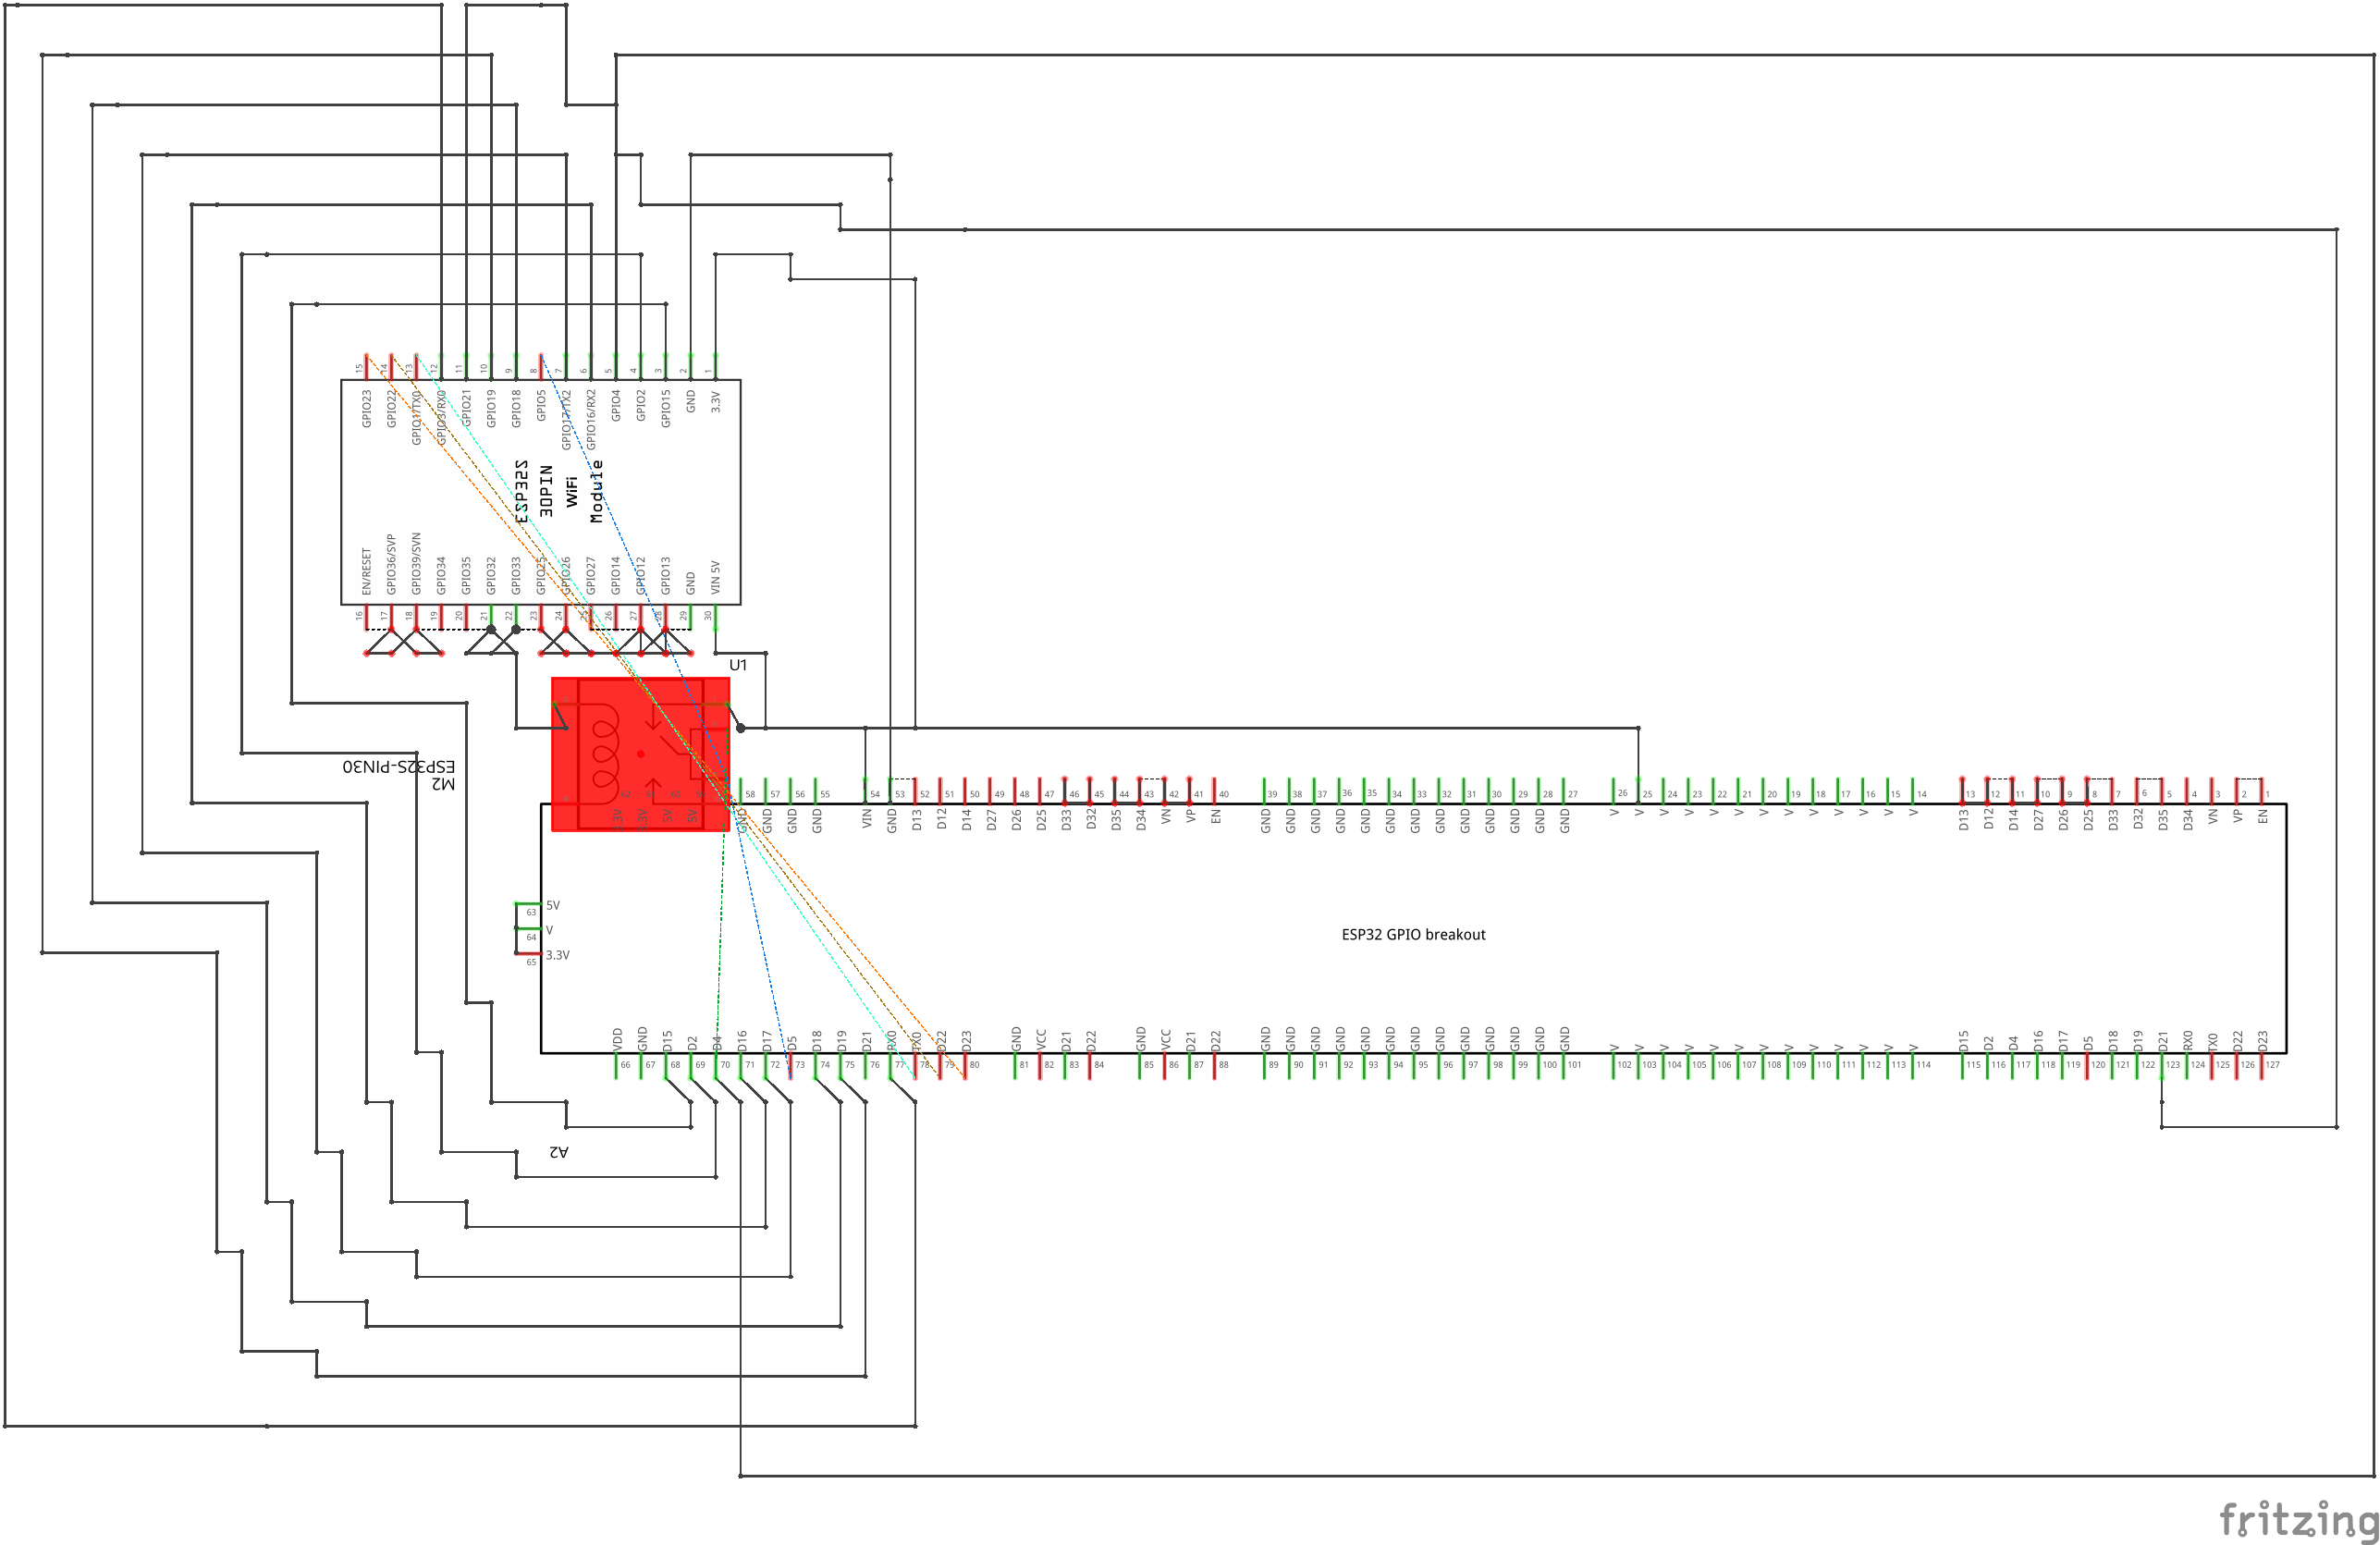 15 14 13 12 11 10 9 8 7 6 5 4 3 2 1
GPIO23 GPIO22 GPIO1/TX0 GPIO3/RX0 GPIO21 GPIO19 GPIO18 GPIO5 GPIO17/TX2 GPIO16/RX2 GPIO4 GPIO2 GPIO15 GND 3.3V
ESP32S
30PIN
WiFi
Module
EN/RESET GPIO36/SVP GPIO39/SVN GPIO34 GPIO35 GPIO32 GPIO33 GPIO25 GPIO26 GPIO27 GPIO14 GPIO12 GPIO13 GND VIN 5V
16 17 18 19 20 21 22 23 24 25 26 27 28 29 30
U1
ESP32S-PIN30
M2
62 60 58 57 56 55 54 53 52 51 50 49 48 47 46 45 44 43 42 41 40 39 38 37 36 35 34 33 32 31 30 29 28 27 26 25 24 23 22 21 20 19 18 17 16 15 14 13 12 11 10 9 8 7 6 5 4 3 2 1
3.3V 3.3V 5V 5V GND GND GND GND VIN GND D13 D12 D14 D27 D26 D25 D33 D32 D35 D34 VN VP EN GND GND GND GND GND GND GND GND GND GND GND GND GND V V V V V V V V V V V V V D13 D12 D14 D27 D26 D25 D33 D32 D35 D34 VN VP EN
5V
63
V
64
3.3V
65
ESP32 GPIO breakout
VDD GND D15 D2 D4 D16 D17 D5 D18 D19 D21 RX0 TX0 D22 D23 GND VCC D21 D22 GND VCC D21 D22 GND GND GND GND GND GND GND GND GND GND GND GND GND V V V V V V V V V V V V V D15 D2 D4 D16 D17 D5 D18 D19 D21 RX0 TX0 D22 D23
66 67 68 69 70 71 72 73 74 75 76 77 78 79 80 81 82 83 84 85 86 87 88 89 90 91 92 93 94 95 96 97 98 99 100 101 102 103 104 105 106 107 108 109 110 111 112 113 114 115 116 117 118 119 120 121 122 123 124 125 126 127
A2
fritzing